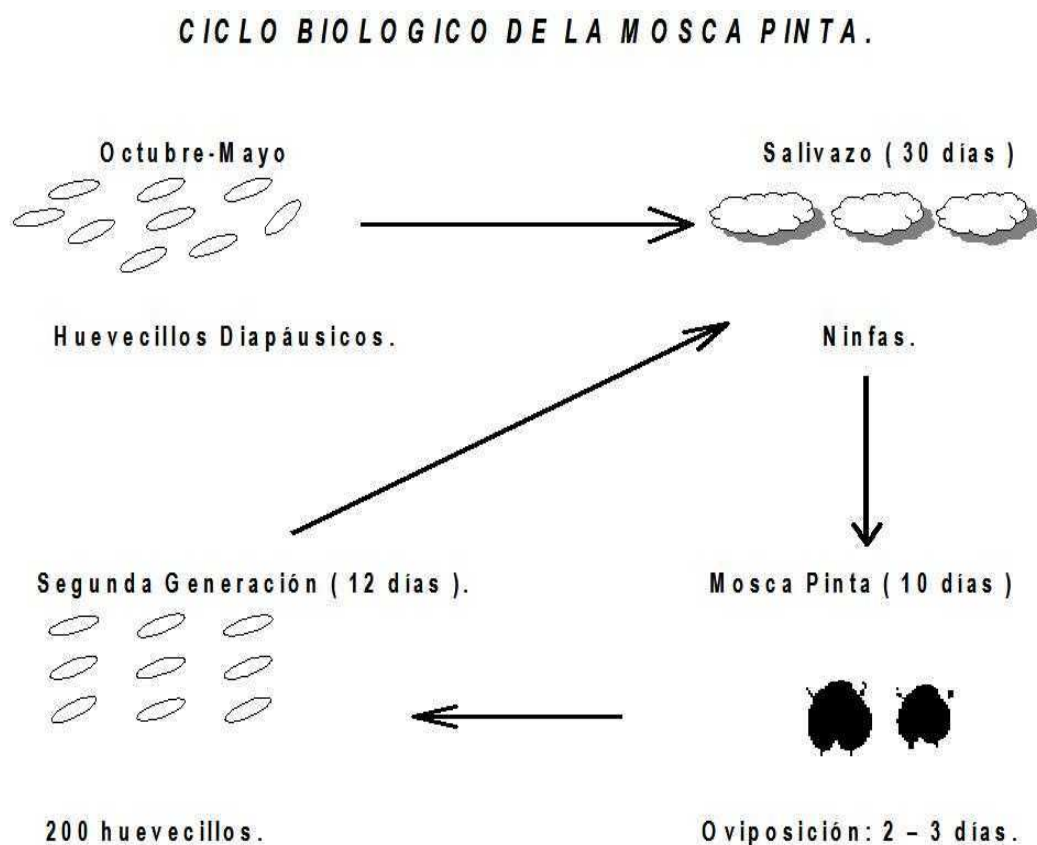 CICLO BIOLOGICO DE LA MOSCA PINTA.
Octubre-Mayo
Salivazo ( 30 días )
Huevecillos Diapáusicos.
Ninfas.
Segunda Generación ( 12 días ).
Mosca Pinta ( 10 días )
200 huevecillos.
Oviposición: 2 – 3 días.